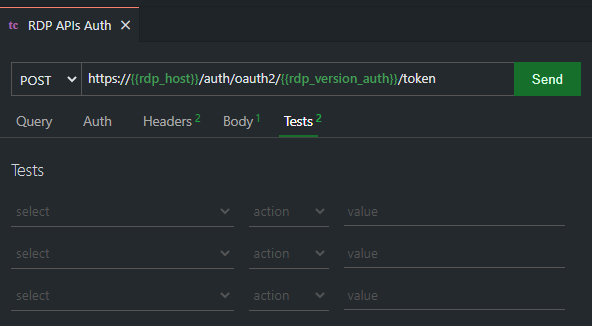 tc RDP APIs Auth
POST https://{{rdp_host}}/auth/oauth2/{{rdp_version_auth}}/token Send
Query Auth Headers 2 Body 1 Tests 2
Tests
select action value
select action value
select action value